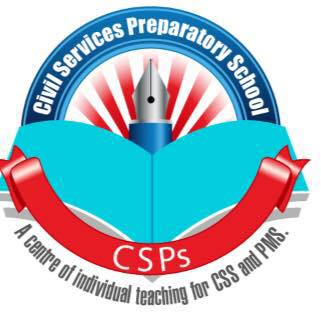 Civil Services Preparatory School
CSPs
A centre of individual teaching for CSS and PMS.